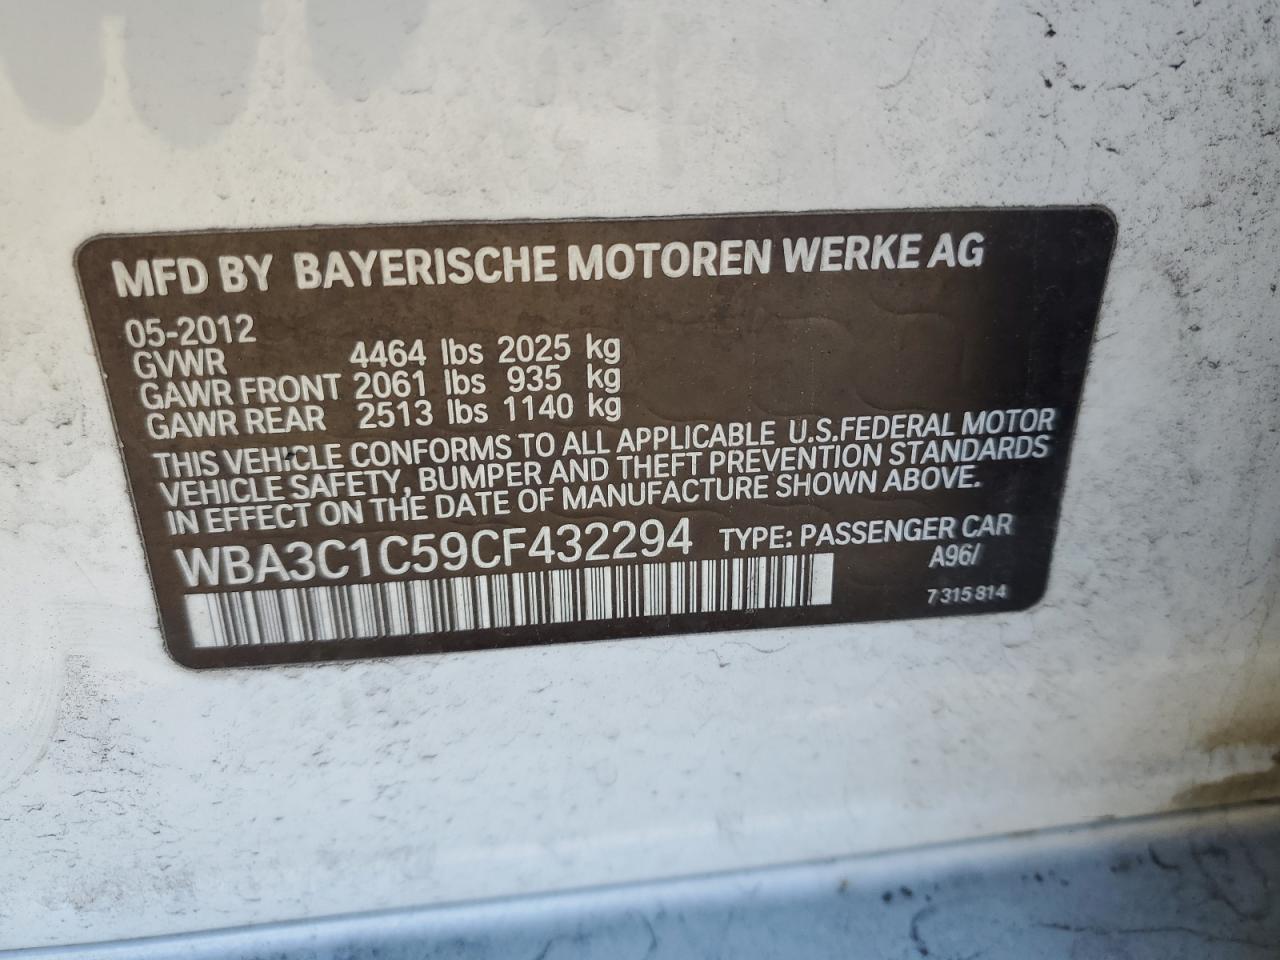 MFD BY BAYERISCHE MOTOREN WERKE AG
05-2012
GVWR 4464 lbs 2025 kg
GAWR FRONT 2061 lbs 935 kg
GAWR REAR 2513 lbs 1140 kg
THIS VEHICLE CONFORMS TO ALL APPLICABLE U.S.FEDERAL MOTOR
VEHICLE SAFETY, BUMPER AND THEFT PREVENTION STANDARDS
IN EFFECT ON THE DATE OF MANUFACTURE SHOWN ABOVE.
WBA3C1C59CF432294 TYPE: PASSENGER CAR
A96/
7 315 814